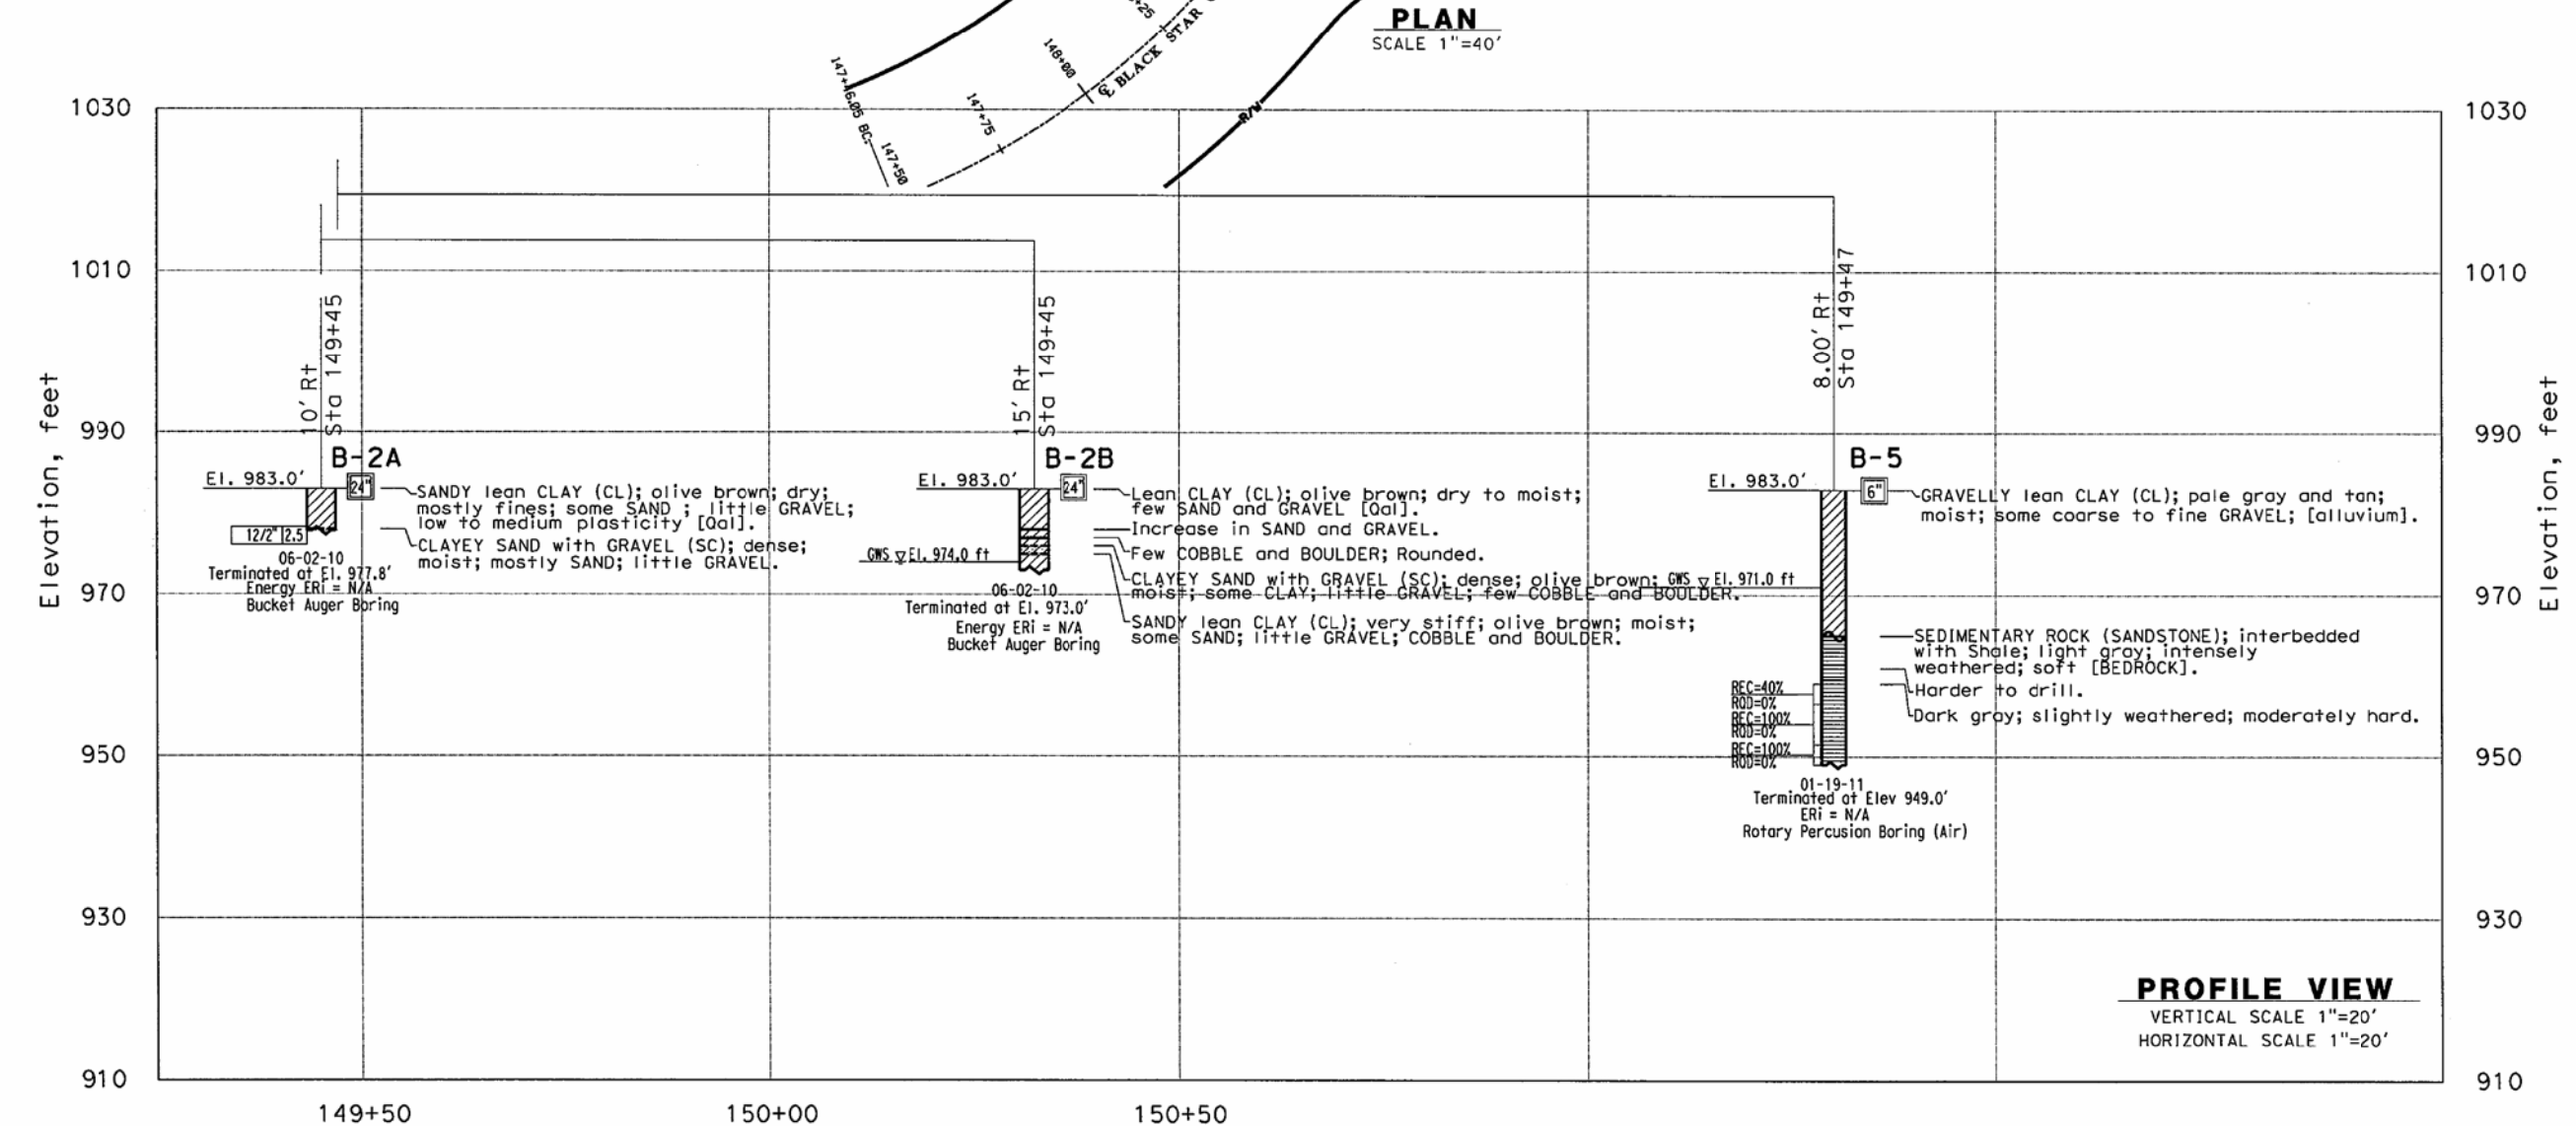 PLAN
SCALE 1"=40'
+25
148+00
℄ BLACK STAR
147+75
147+46.05 BC
147+50
R/W
1030
1030
1010
1010
990
990
970
970
950
950
930
930
910
910
Elevation, feet
Elevation, feet
10' Rt
Sta 149+45
B-2A
El. 983.0'
24"
SANDY lean CLAY (CL); olive brown; dry;
mostly fines; some SAND ; little GRAVEL;
low to medium plasticity [Qal].
CLAYEY SAND with GRAVEL (SC); dense;
moist; mostly SAND; little GRAVEL.
12/2" 2.5
06-02-10
Terminated at El. 977.8'
Energy ERi = N/A
Bucket Auger Boring
15' Rt
Sta 149+45
B-2B
El. 983.0'
24"
Lean CLAY (CL); olive brown; dry to moist;
few SAND and GRAVEL [Qal].
Increase in SAND and GRAVEL.
Few COBBLE and BOULDER; Rounded.
CLAYEY SAND with GRAVEL (SC); dense; olive brown;
moist; some CLAY; little GRAVEL; few COBBLE and BOULDER.
SANDY lean CLAY (CL); very stiff; olive brown; moist;
some SAND; little GRAVEL; COBBLE and BOULDER.
GWS El. 974.0 ft
06-02-10
Terminated at El. 973.0'
Energy ERi = N/A
Bucket Auger Boring
8.00' Rt
Sta 149+47
B-5
El. 983.0'
6"
GRAVELLY lean CLAY (CL); pale gray and tan;
moist; some coarse to fine GRAVEL; [alluvium].
GWS El. 971.0 ft
SEDIMENTARY ROCK (SANDSTONE); interbedded
with Shale; light gray; intensely
weathered; soft [BEDROCK].
Harder to drill.
Dark gray; slightly weathered; moderately hard.
REC=40%
RQD=0%
REC=100%
RQD=0%
REC=100%
RQD=0%
01-19-11
Terminated at Elev 949.0'
ERi = N/A
Rotary Percusion Boring (Air)
PROFILE VIEW
VERTICAL SCALE 1"=20'
HORIZONTAL SCALE 1"=20'
149+50
150+00
150+50